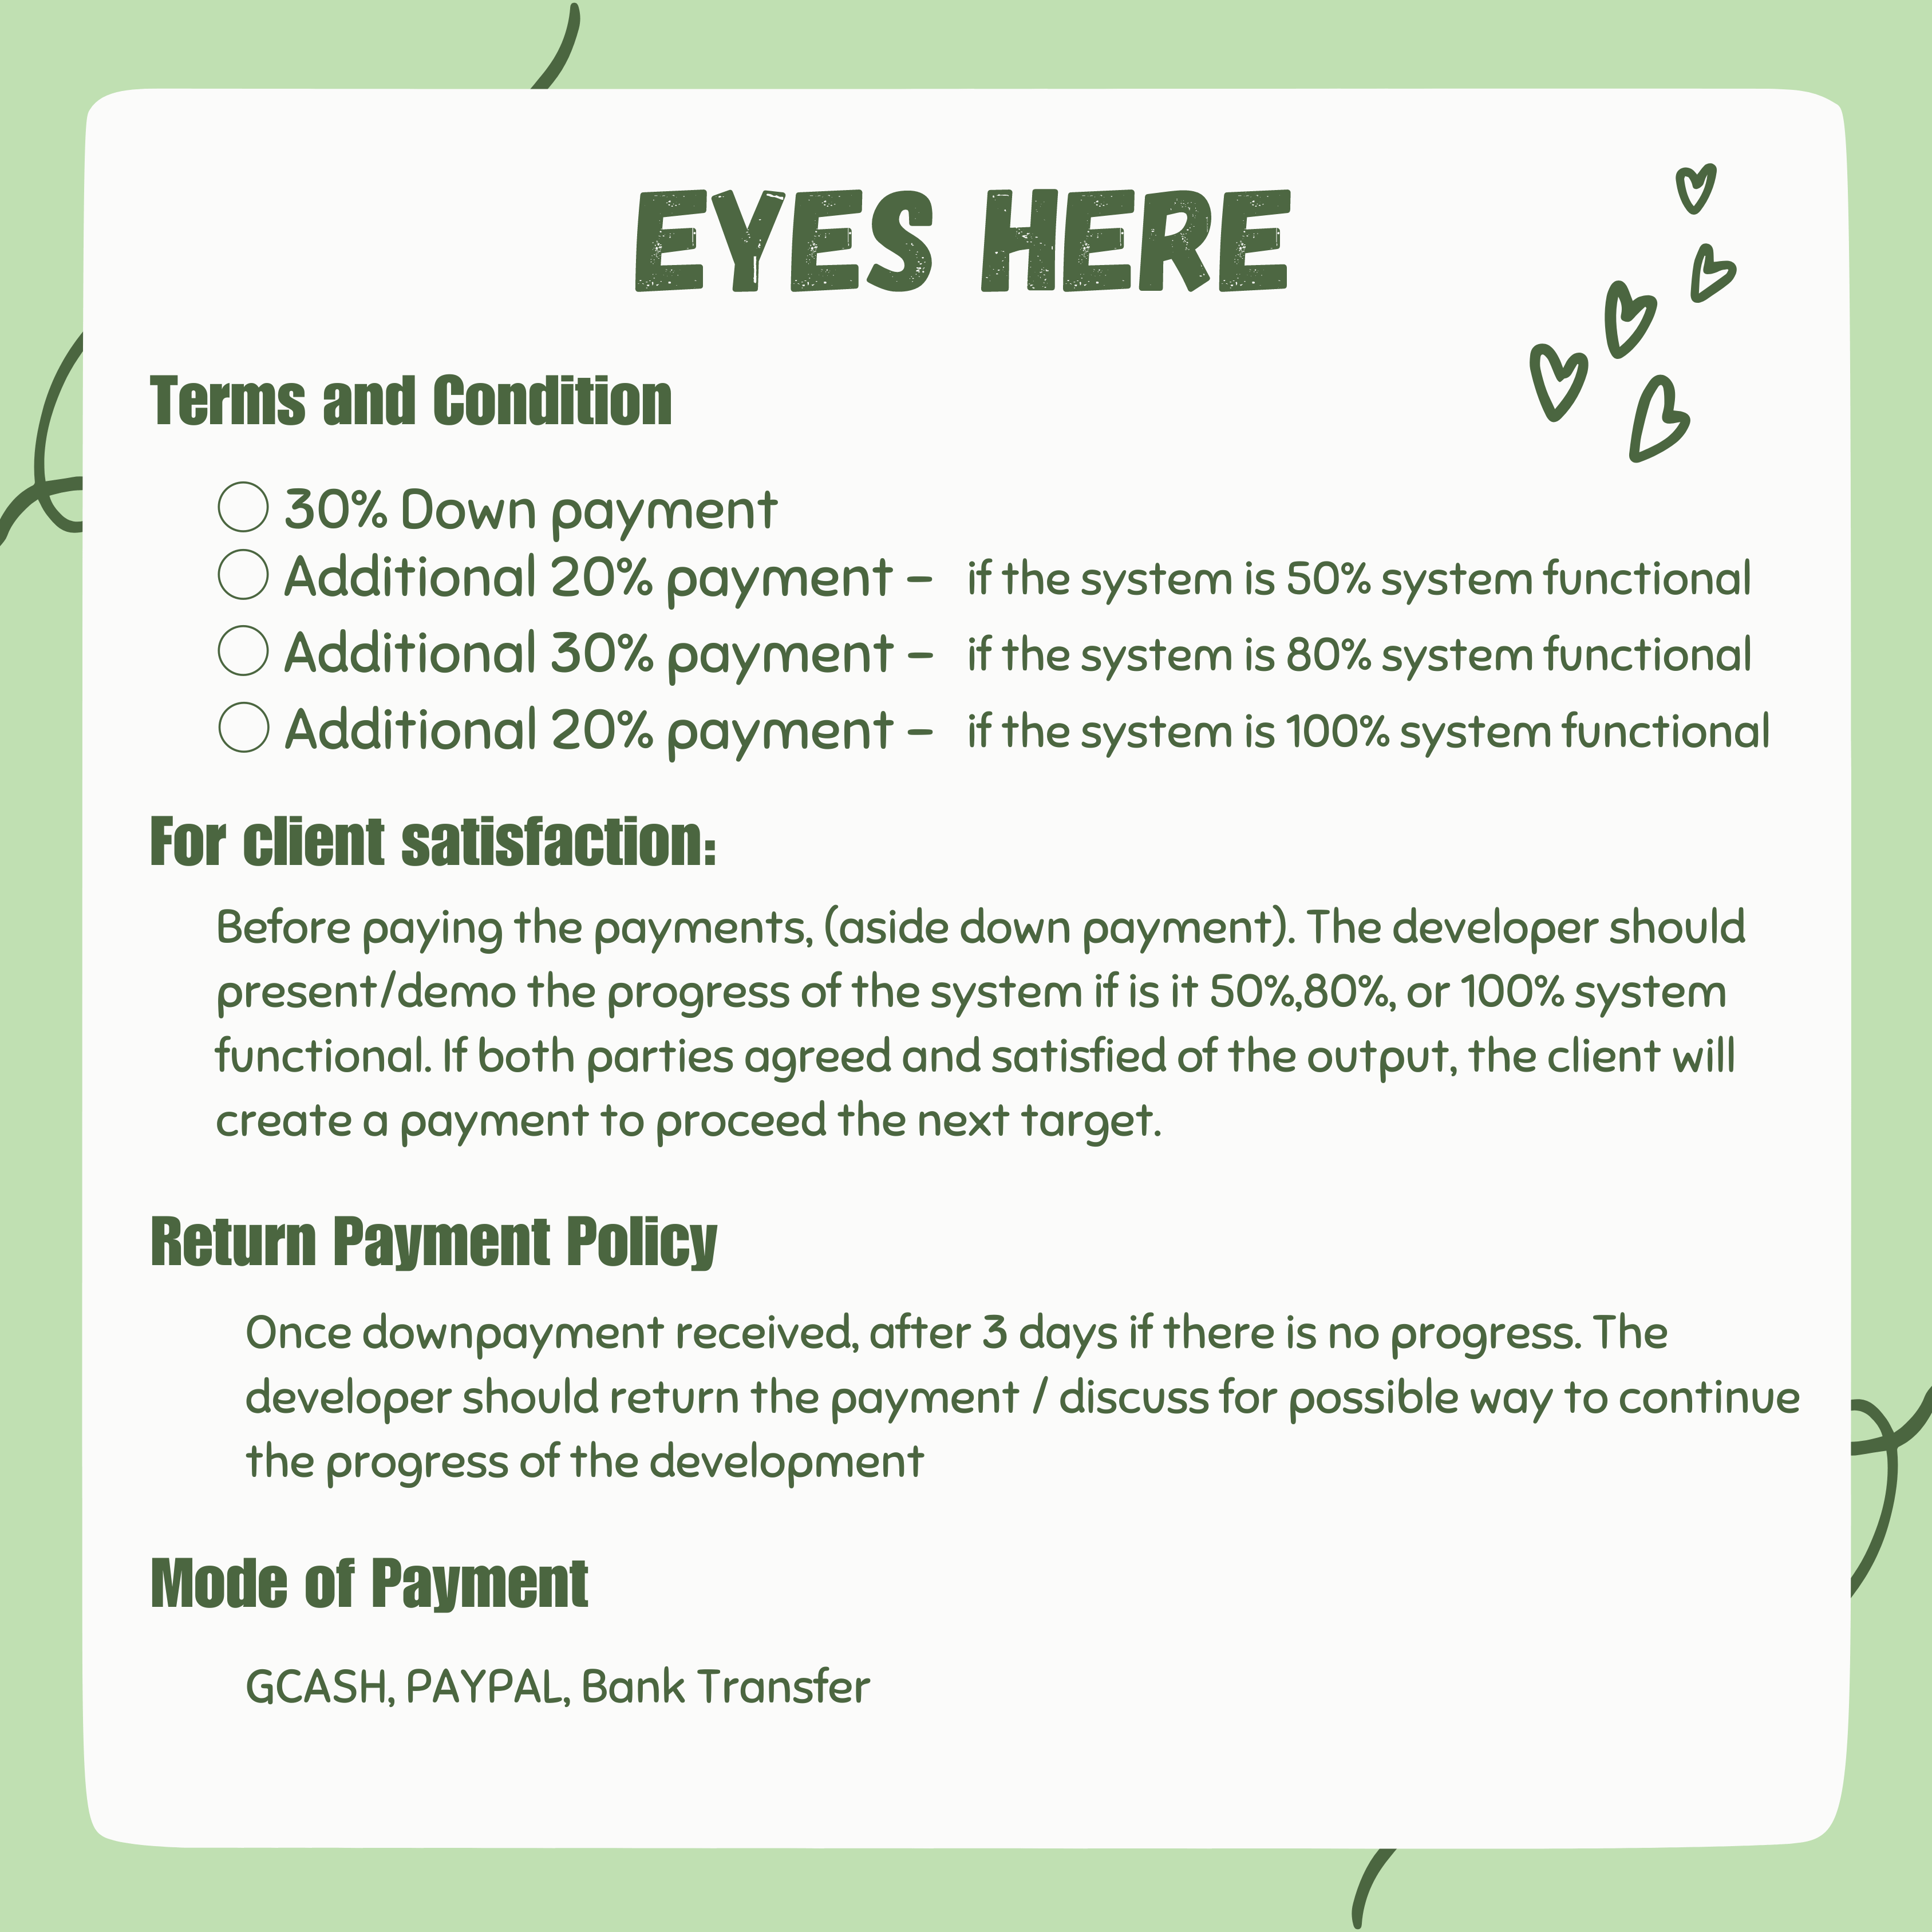 EYES HERE
Terms and Condition
30% Down payment
Additional 20% payment - if the system is 50% system functional
Additional 30% payment - if the system is 80% system functional
Additional 20% payment - if the system is 100% system functional
For client satisfaction:
Before paying the payments, (aside down payment). The developer should
present/demo the progress of the system if is it 50%,80%, or 100% system
functional. If both parties agreed and satisfied of the output, the client will
create a payment to proceed the next target.
Return Payment Policy
Once downpayment received, after 3 days if there is no progress. The
developer should return the payment / discuss for possible way to continue
the progress of the development
Mode of Payment
GCASH, PAYPAL, Bank Transfer